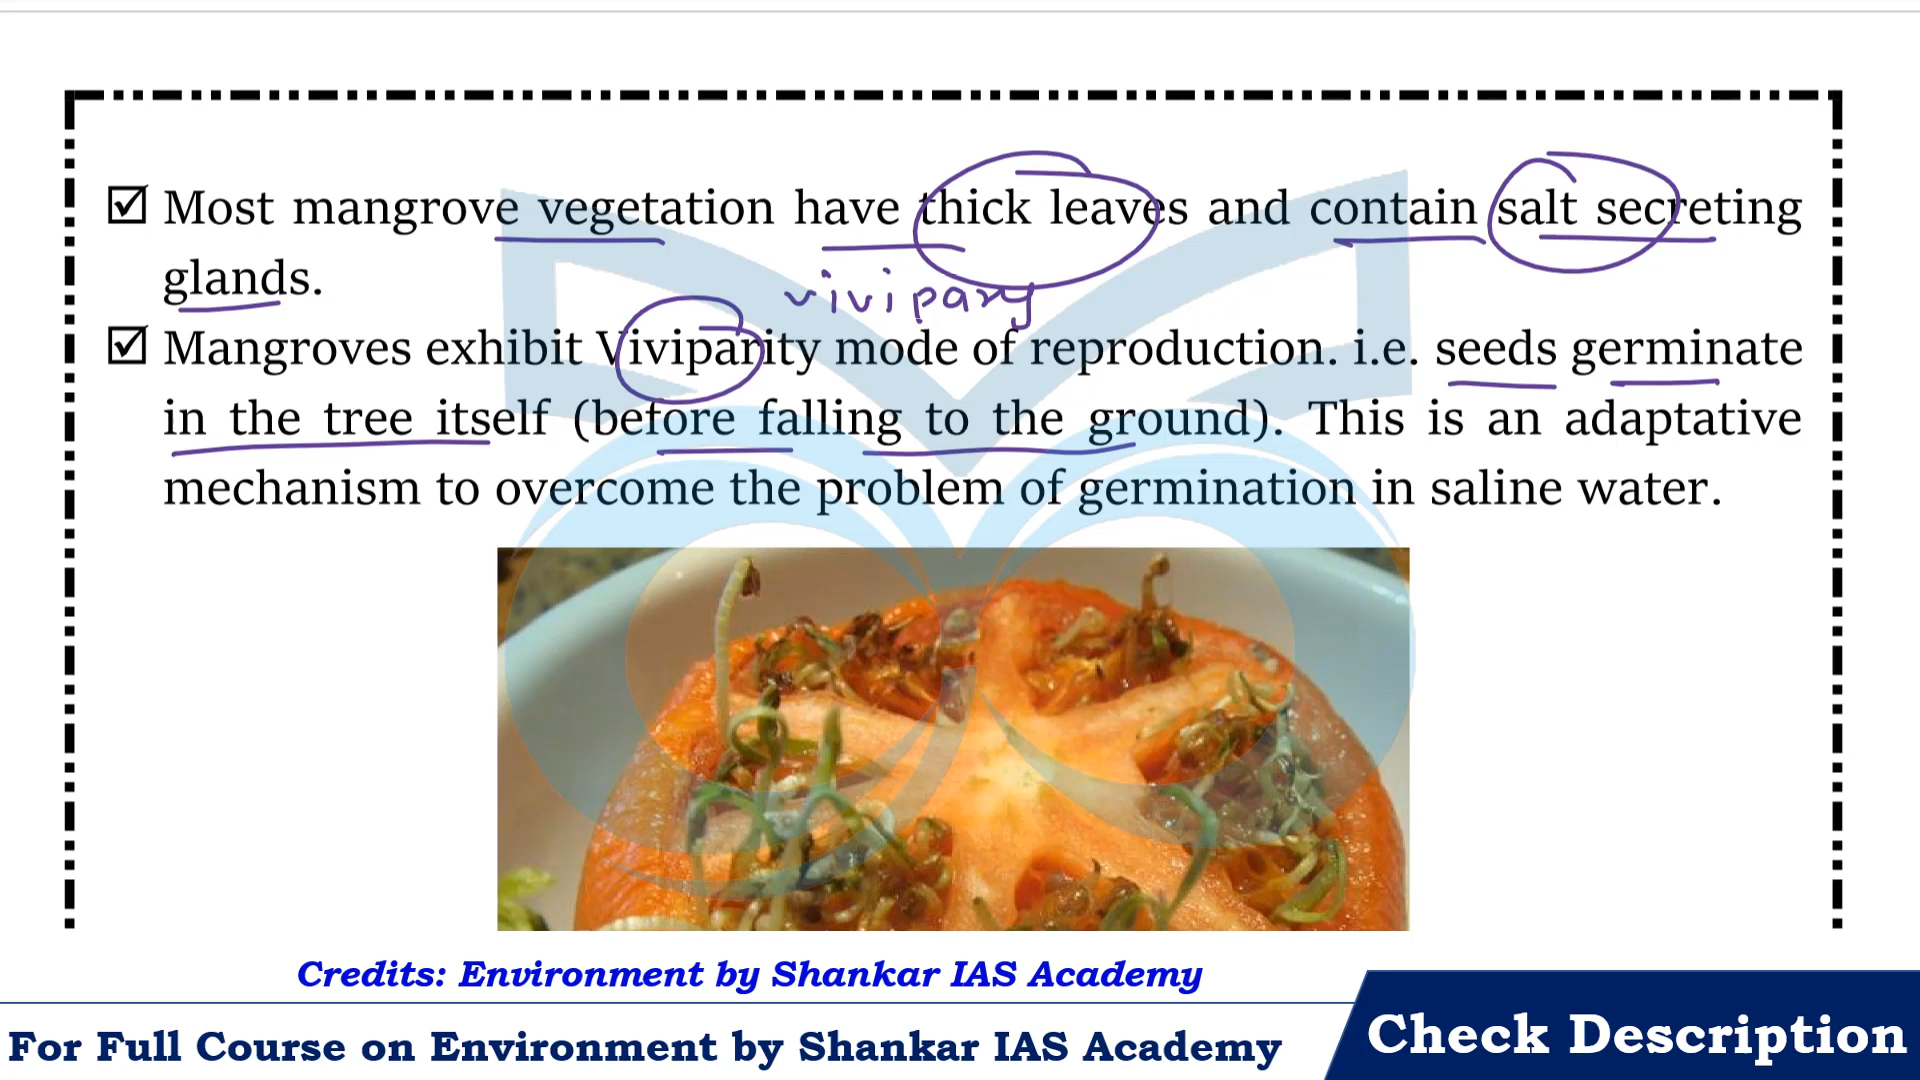 ☑ Most mangrove vegetation have thick leaves and contain salt secreting
glands.
vivipary
☑ Mangroves exhibit Viviparity mode of reproduction. i.e. seeds germinate
in the tree itself (before falling to the ground). This is an adaptative
mechanism to overcome the problem of germination in saline water.
Credits: Environment by Shankar IAS Academy
For Full Course on Environment by Shankar IAS Academy
Check Description